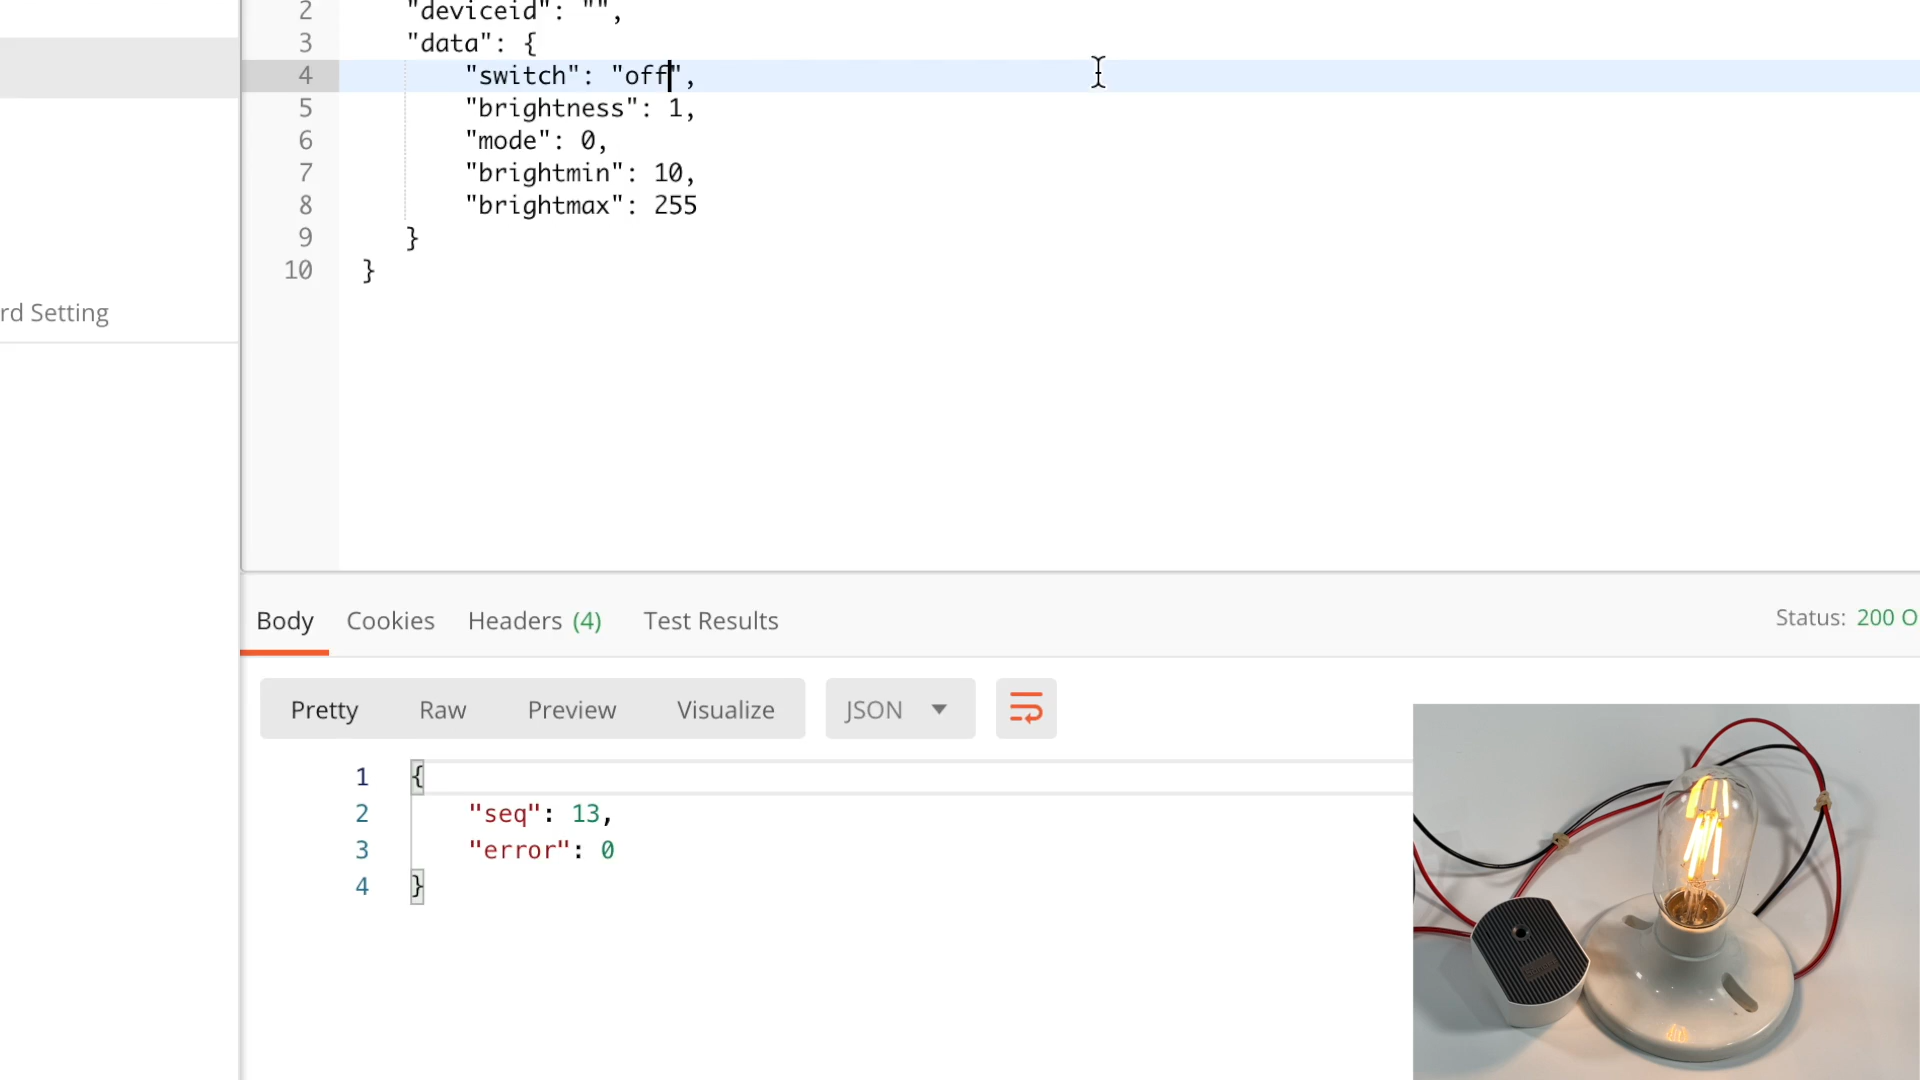 2 "deviceid": "",
3 "data": {
4 "switch": "off",
5 "brightness": 1,
6 "mode": 0,
7 "brightmin": 10,
8 "brightmax": 255
9 }
10 }
rd Setting
Body Cookies Headers (4) Test Results Status: 200 O
Pretty Raw Preview Visualize JSON
1 {
2 "seq": 13,
3 "error": 0
4 }